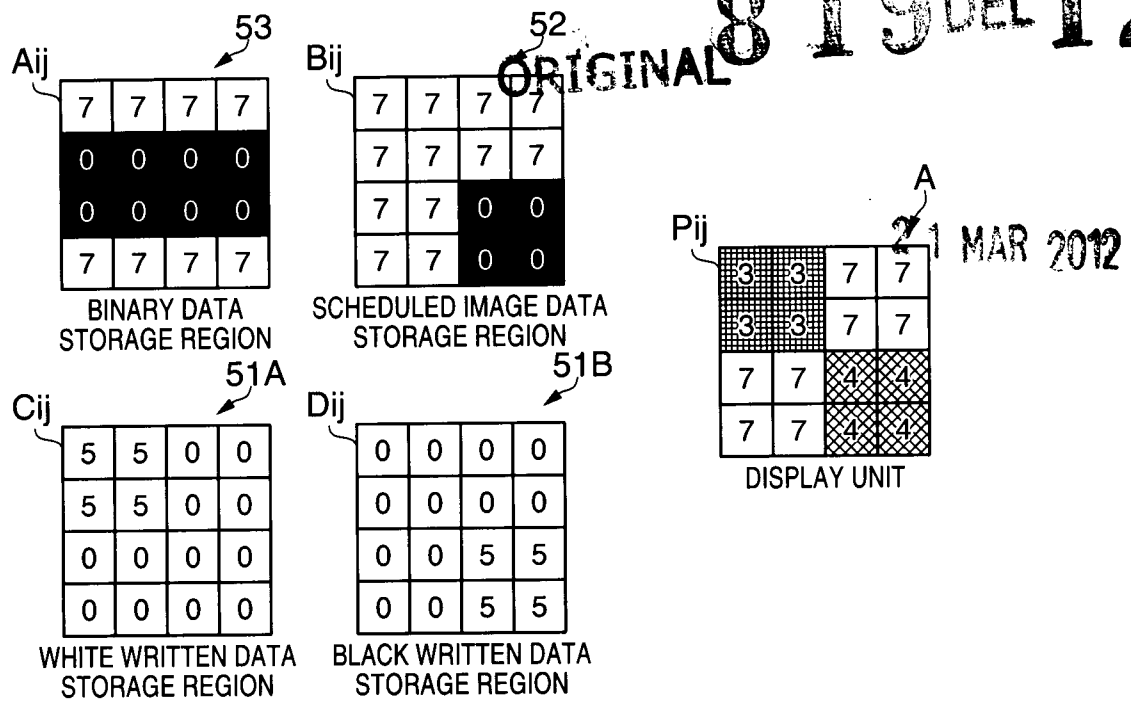 819 DEL 12
ORIGINAL
21 MAR 2012
53
Aij
7 7 7 7
0 0 0 0
0 0 0 0
7 7 7 7
BINARY DATA
STORAGE REGION
52
Bij
7 7 7 7
7 7 7 7
7 7 0 0
7 7 0 0
SCHEDULED IMAGE DATA
STORAGE REGION
A
Pij
3 3 7 7
3 3 7 7
7 7 4 4
7 7 4 4
DISPLAY UNIT
51A
Cij
5 5 0 0
5 5 0 0
0 0 0 0
0 0 0 0
WHITE WRITTEN DATA
STORAGE REGION
51B
Dij
0 0 0 0
0 0 0 0
0 0 5 5
0 0 5 5
BLACK WRITTEN DATA
STORAGE REGION